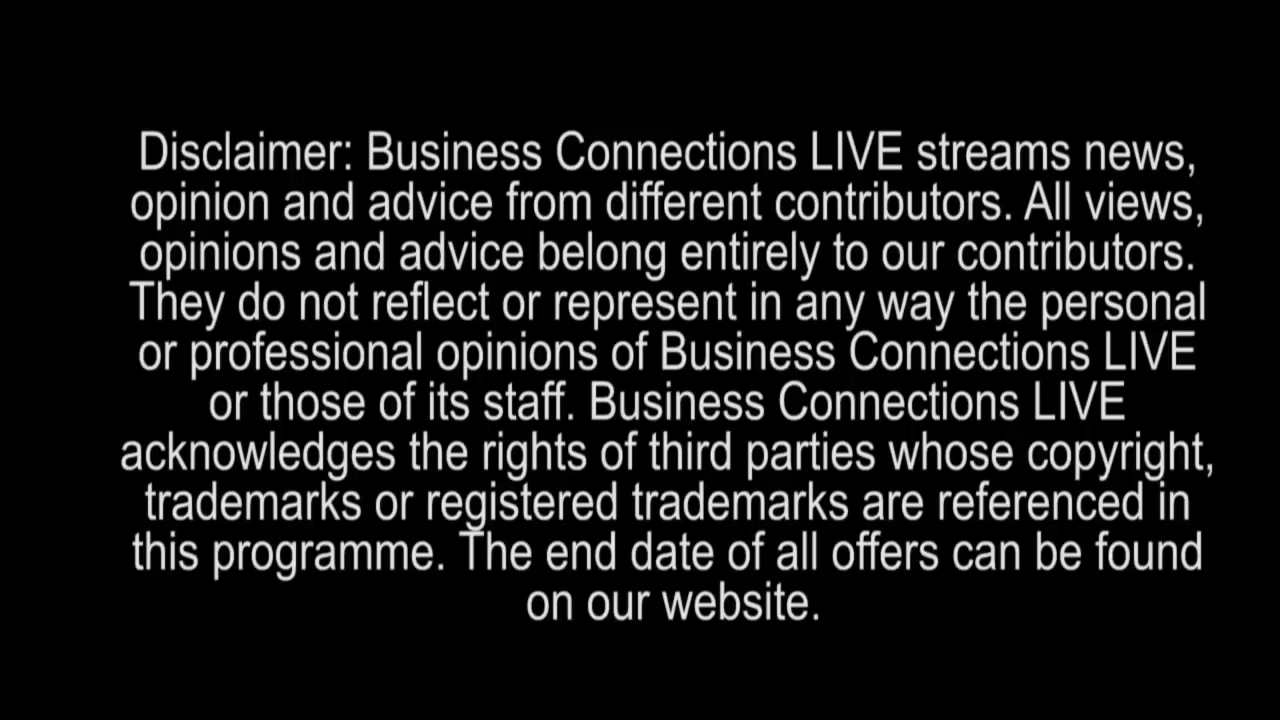 Disclaimer: Business Connections LIVE streams news,
opinion and advice from different contributors. All views,
opinions and advice belong entirely to our contributors.
They do not reflect or represent in any way the personal
or professional opinions of Business Connections LIVE
or those of its staff. Business Connections LIVE
acknowledges the rights of third parties whose copyright,
trademarks or registered trademarks are referenced in
this programme. The end date of all offers can be found
on our website.